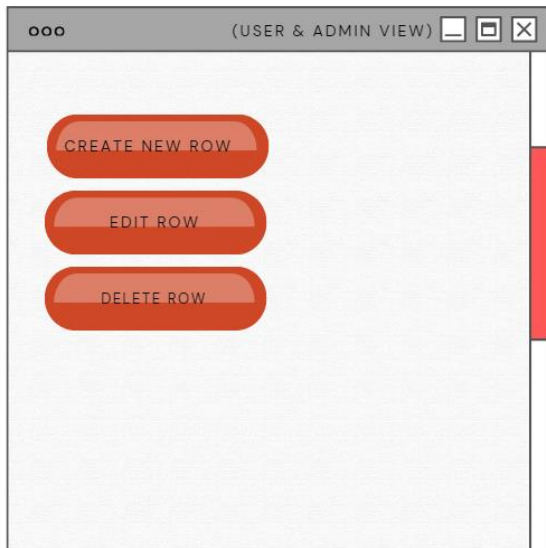 ooo
(USER & ADMIN VIEW)
CREATE NEW ROW
EDIT ROW
DELETE ROW